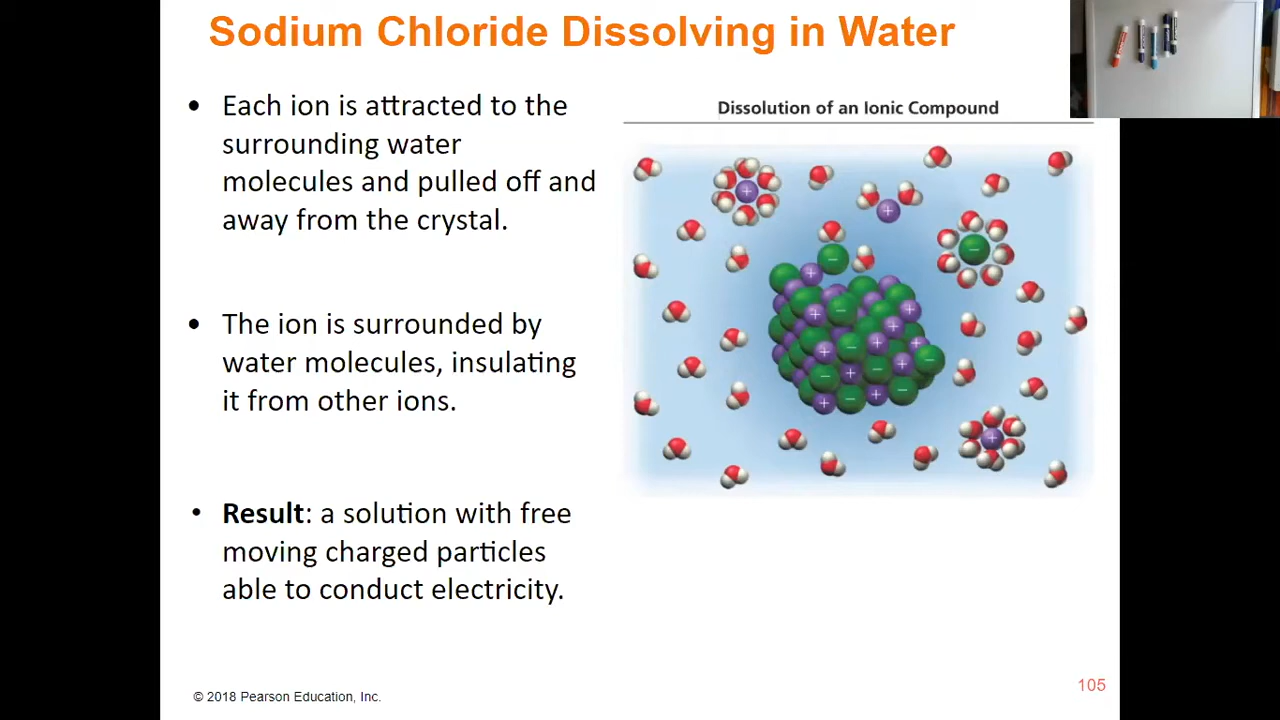 Sodium Chloride Dissolving in Water
• Each ion is attracted to the
surrounding water
molecules and pulled off and
away from the crystal.
• The ion is surrounded by
water molecules, insulating
it from other ions.
• Result: a solution with free
moving charged particles
able to conduct electricity.
Dissolution of an Ionic Compound
© 2018 Pearson Education, Inc.
105